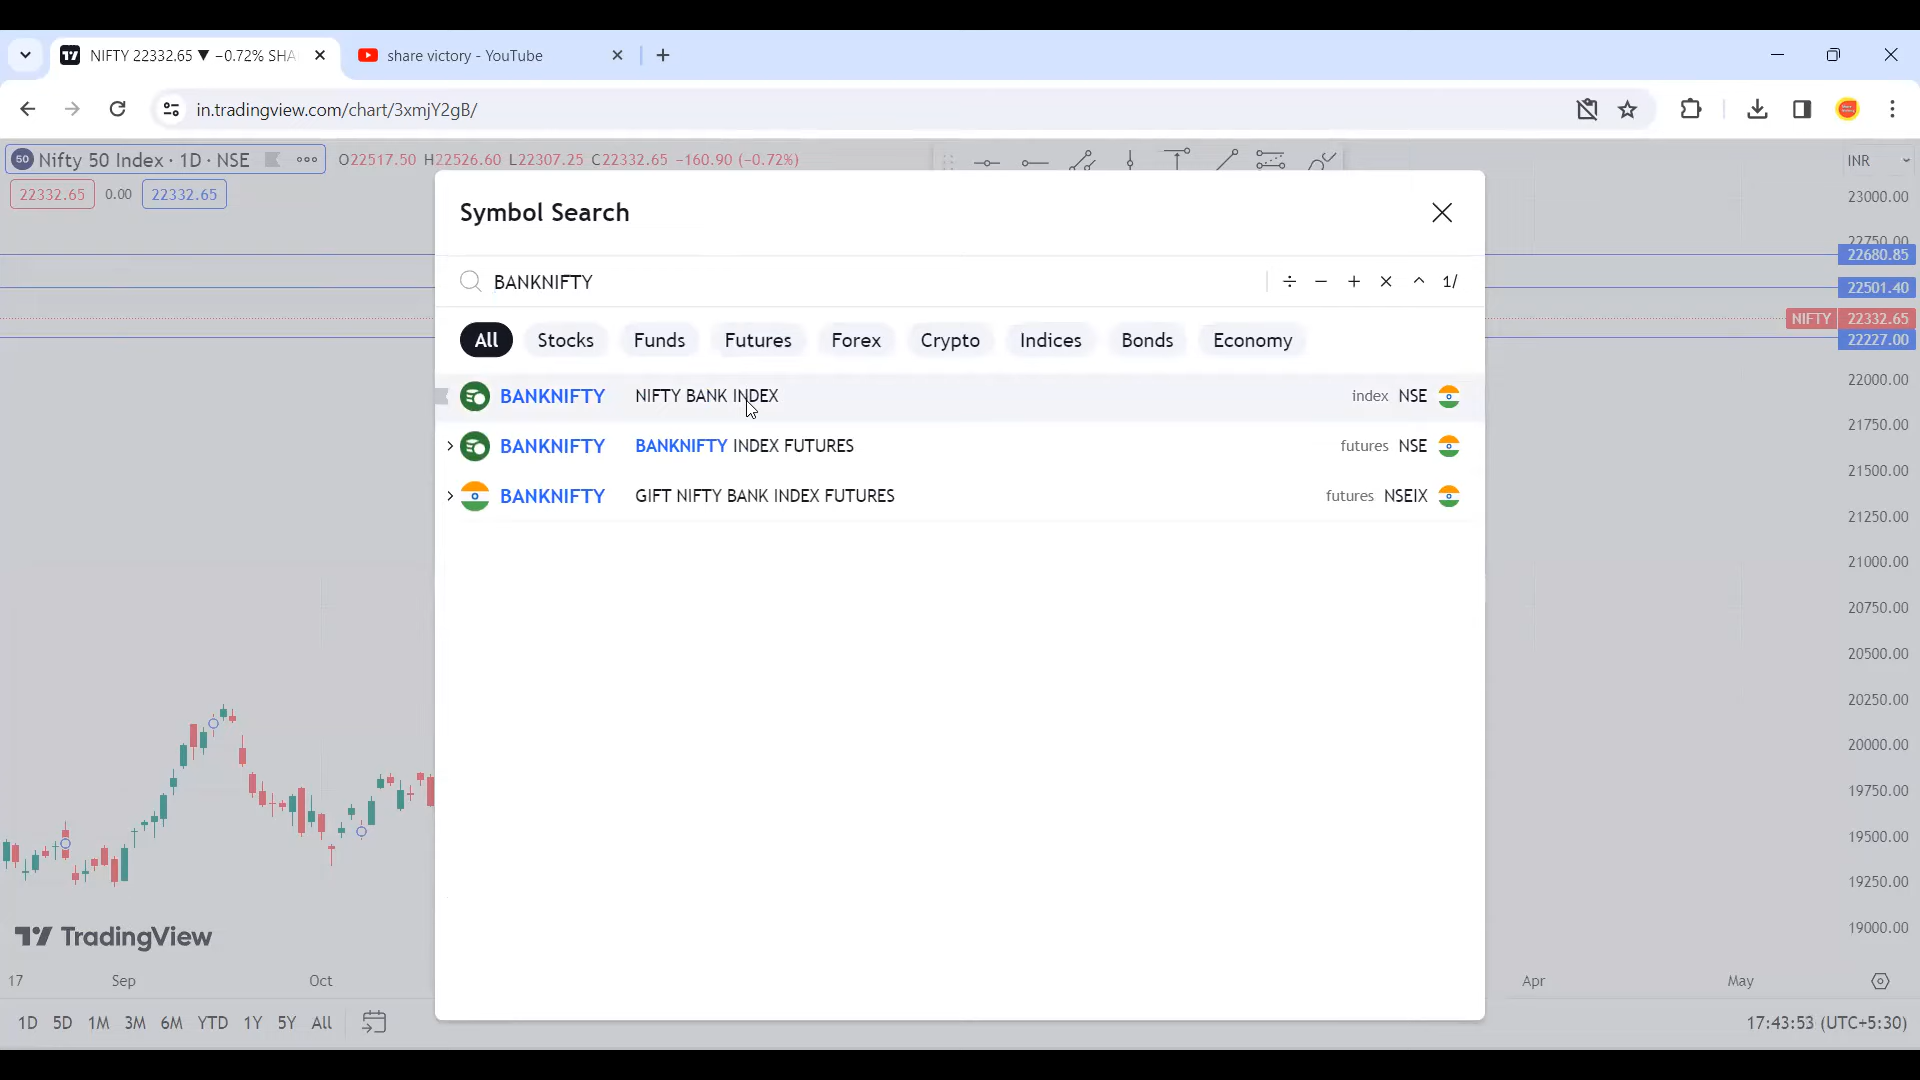 NIFTY 22332.65 ▼ −0.72% SHA
share victory - YouTube
in.tradingview.com/chart/3xmjY2gB/
50 Nifty 50 Index · 1D · NSE
O22517.50 H22526.60 L22307.25 C22332.65 −160.90 (−0.72%)
INR
22332.65 0.00 22332.65
Symbol Search
BANKNIFTY
÷ − + × ^ 1/
All Stocks Funds Futures Forex Crypto Indices Bonds Economy
BANKNIFTY NIFTY BANK INDEX index NSE
BANKNIFTY BANKNIFTY INDEX FUTURES futures NSE
BANKNIFTY GIFT NIFTY BANK INDEX FUTURES futures NSEIX
23000.00
22750.00
22680.85
22501.40
NIFTY 22332.65
22227.00
22000.00
21750.00
21500.00
21250.00
21000.00
20750.00
20500.00
20250.00
20000.00
19750.00
19500.00
19250.00
19000.00
TradingView
17 Sep Oct Apr May
1D 5D 1M 3M 6M YTD 1Y 5Y All
17:43:53 (UTC+5:30)